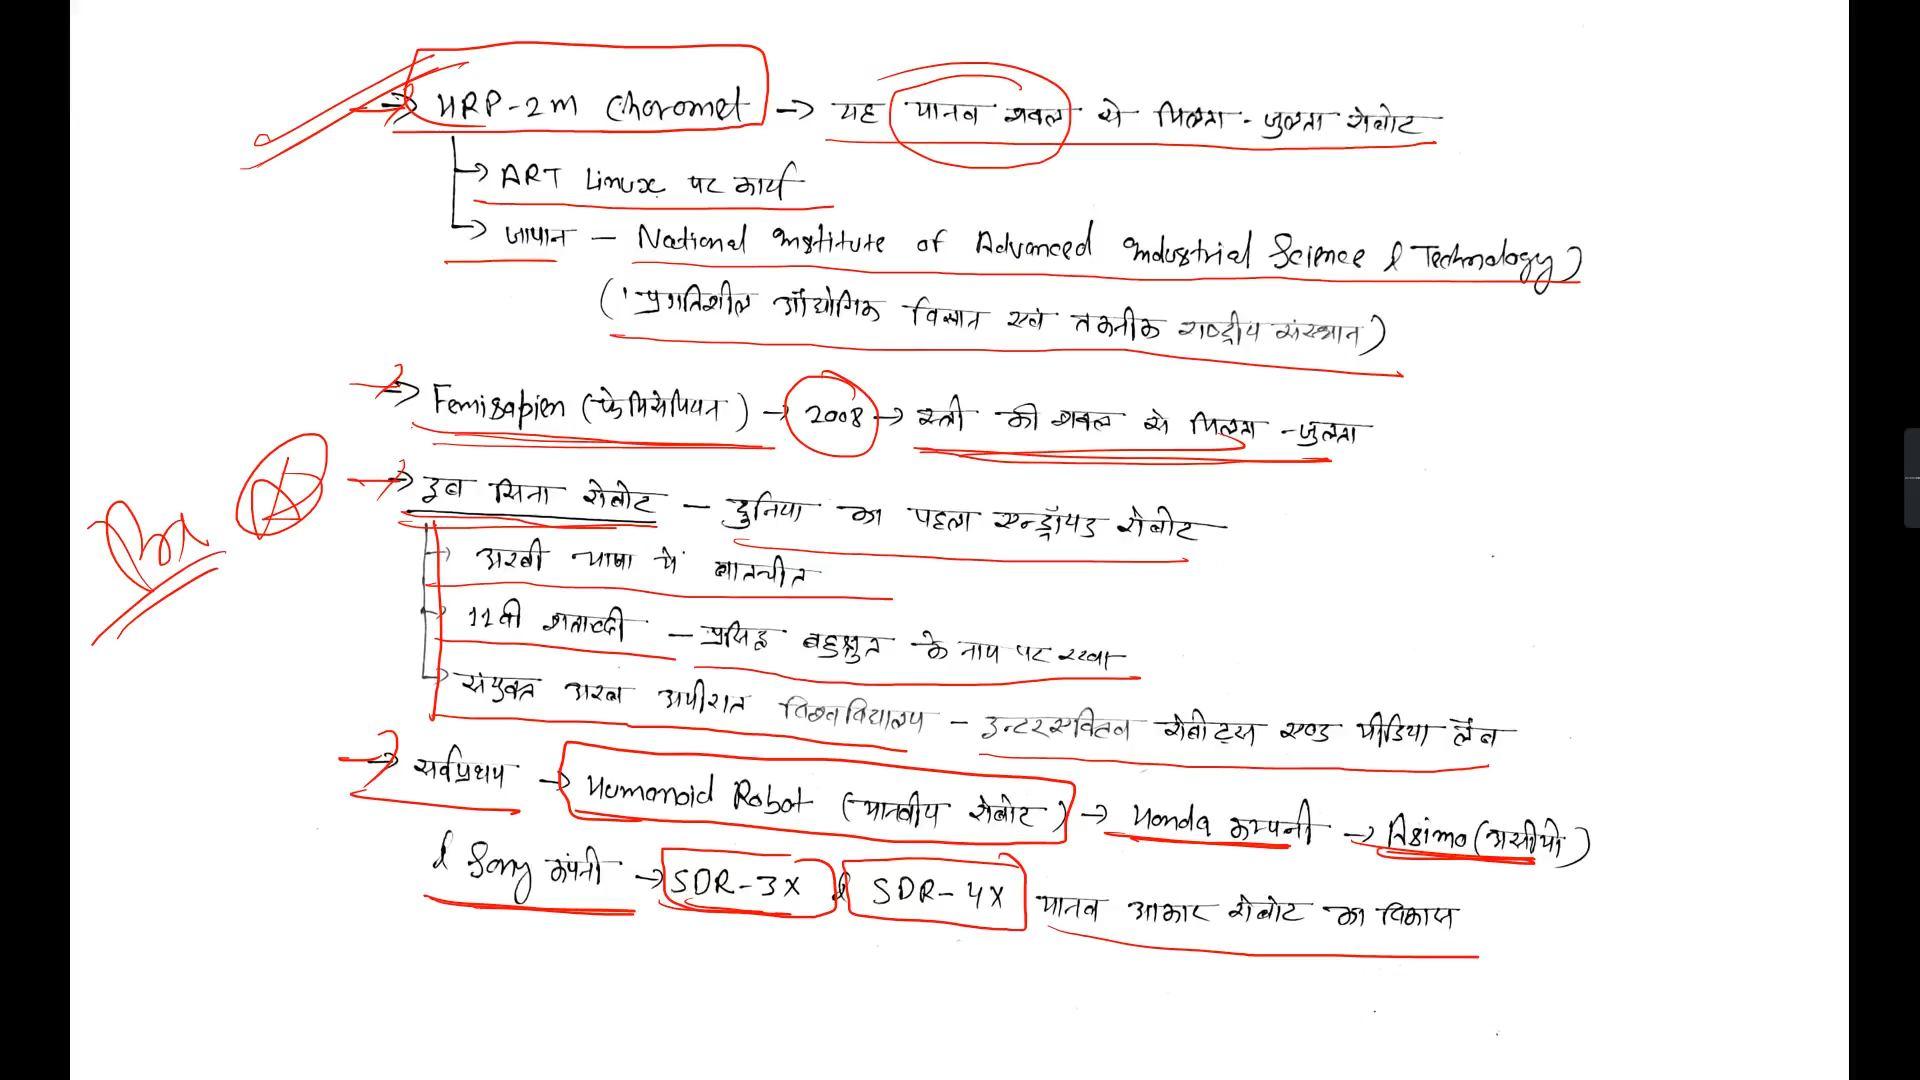 → HRP-2M Choromet → यह मानव शक्ल से मिलता-जुलता रोबोट
→ ART Linux पर कार्य
→ जापान – National Institute of Advanced Industrial Science & Technology)
(प्रगतिशील औद्योगिक विज्ञान एवं तकनीक राष्ट्रीय संस्थान)
→ Femisapien (फेमिसेपियन) → 2008 → स्त्री की शक्ल से मिलता-जुलता
→ इब्न सिना रोबोट – दुनिया का पहला एन्ड्रॉयड रोबोट
→ अरबी भाषा में बातचीत
→ 11वी शताब्दी – प्रसिद्ध बहुश्रुत के नाम पर रखा
→ संयुक्त अरब अमीरात विश्वविद्यालय – इन्टरएक्टिव रोबोट्स एण्ड मीडिया लैब
→ सर्वप्रथम → Humanoid Robot (मानवीय रोबोट) → Honda कम्पनी → Asimo (असीमो)
& Sony कंपनी → SDR-3X & SDR-4X मानव आकार रोबोट का विकास